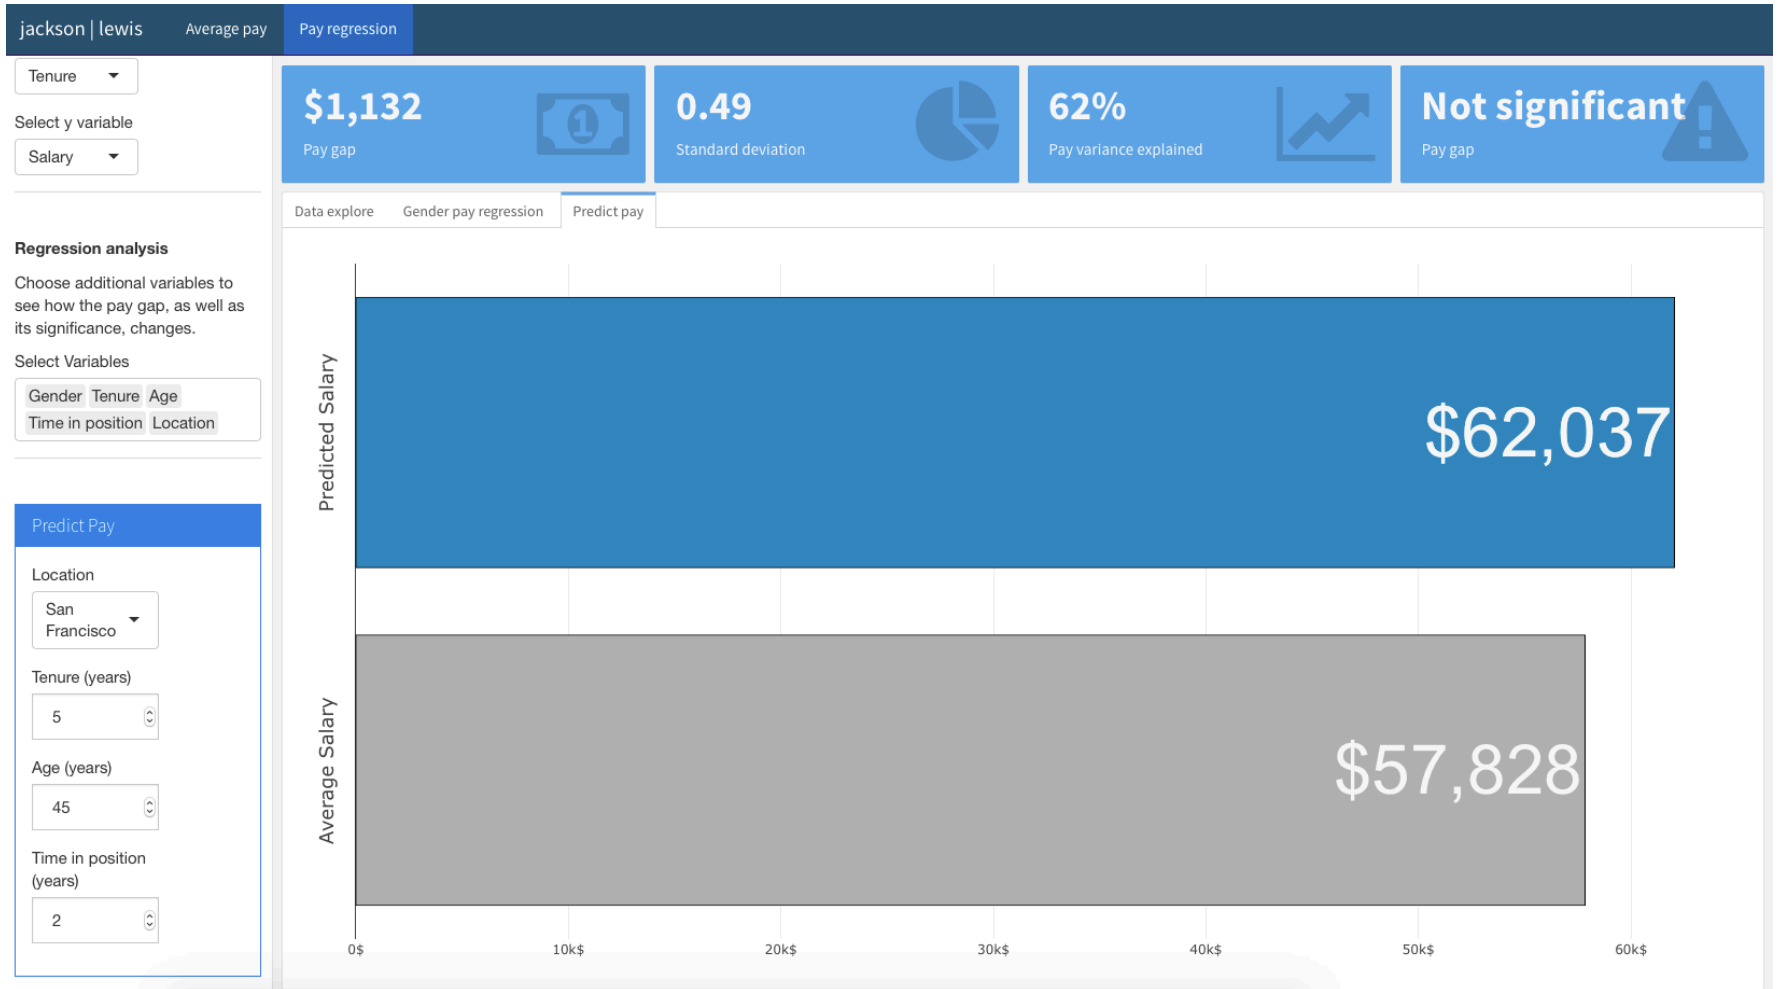 jackson | lewis
Average pay
Pay regression
Tenure
Select y variable
Salary
Regression analysis
Choose additional variables to
see how the pay gap, as well as
its significance, changes.
Select Variables
Gender Tenure Age
Time in position Location
Predict Pay
Location
San
Francisco
Tenure (years)
5
Age (years)
45
Time in position
(years)
2
$1,132
Pay gap
1
0.49
Standard deviation
62%
Pay variance explained
Not significant
Pay gap
Data explore
Gender pay regression
Predict pay
Predicted Salary
$62,037
Average Salary
$57,828
0$
10k$
20k$
30k$
40k$
50k$
60k$